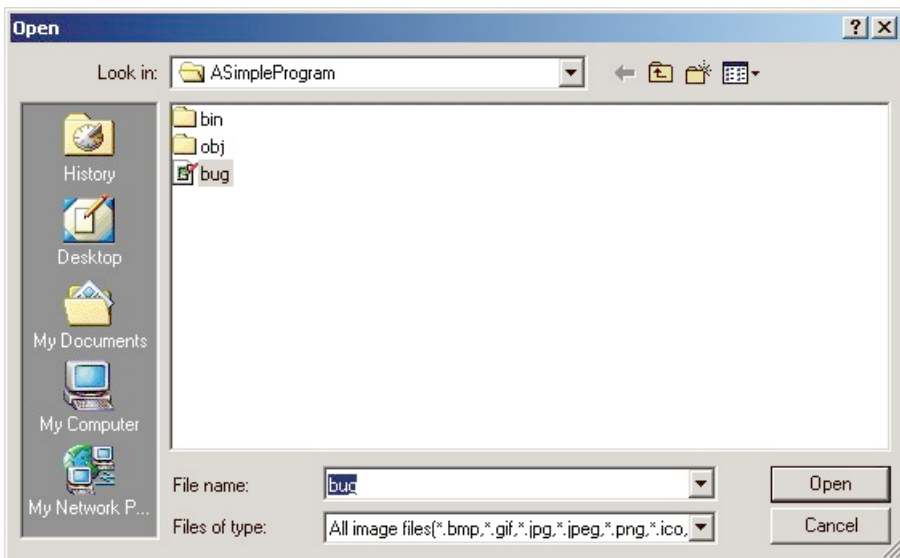 Open
Look in: ASimpleProgram
bin
obj
bug
History
Desktop
My Documents
My Computer
My Network P...
File name: bug
Open
Files of type: All image files(*.bmp,*.gif,*.jpg,*.jpeg,*.png,*.ico,
Cancel